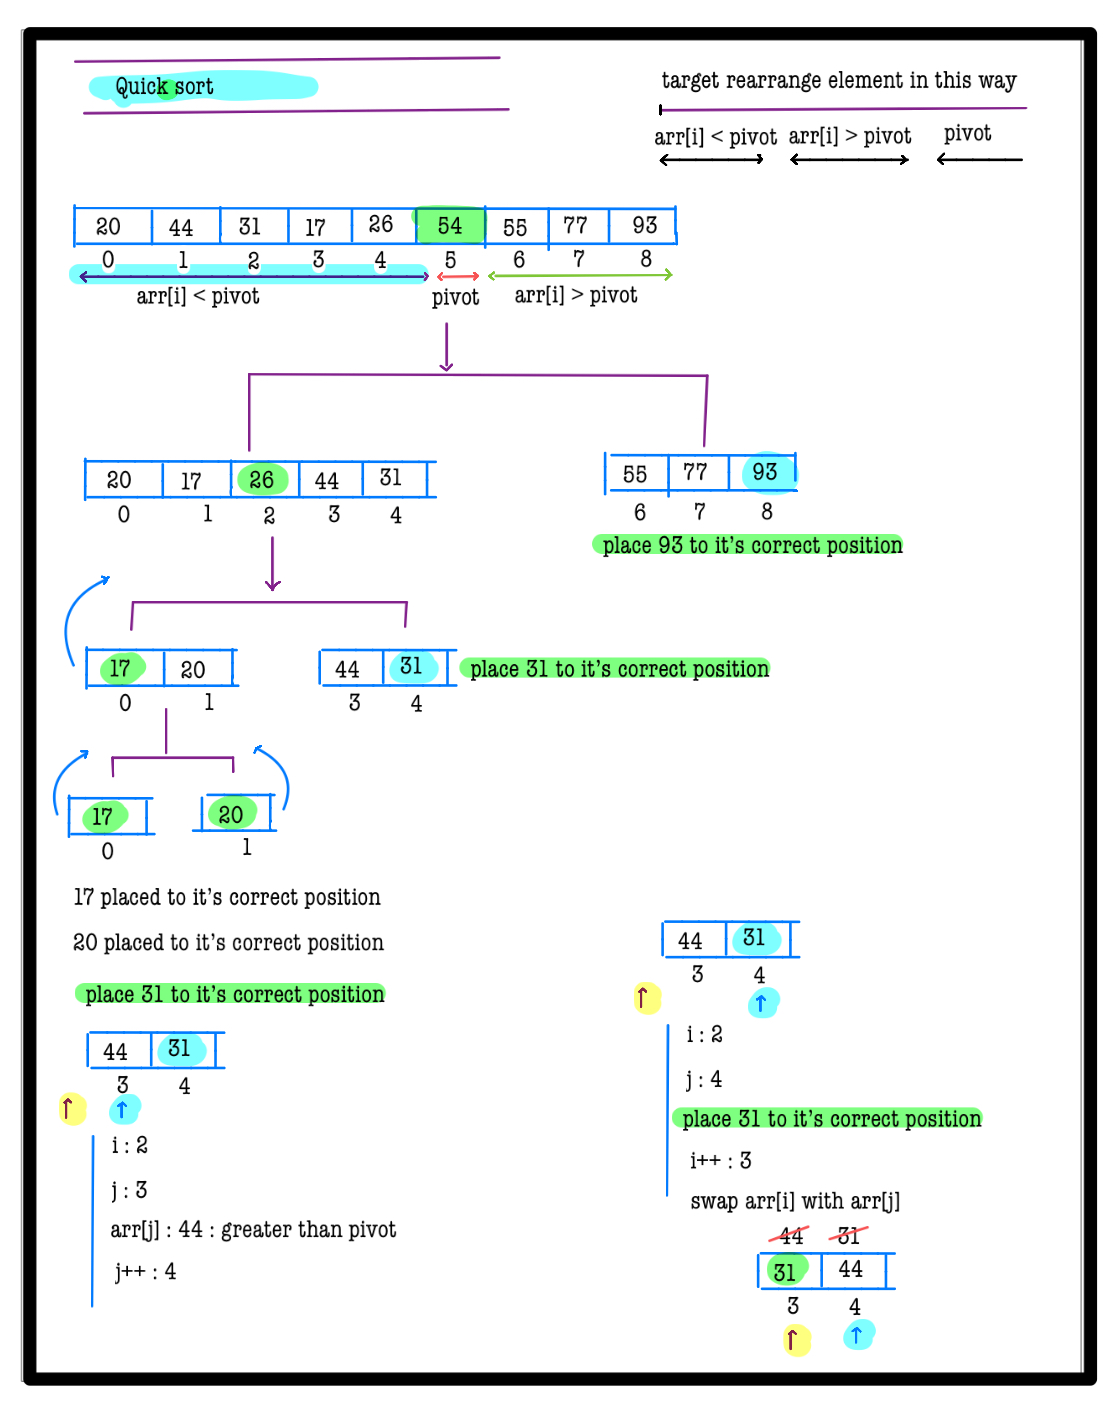 Quick sort
target rearrange element in this way
arr[i] < pivot arr[i] > pivot pivot
20 44 31 17 26 54 55 77 93
0 1 2 3 4 5 6 7 8
arr[i] < pivot pivot arr[i] > pivot
20 17 26 44 31
0 1 2 3 4
55 77 93
6 7 8
place 93 to it's correct position
17 20
0 1
44 31
3 4
place 31 to it's correct position
17 20
0 1
17 placed to it's correct position
20 placed to it's correct position
place 31 to it's correct position
44 31
3 4
i : 2
j : 3
arr[j] : 44 : greater than pivot
j++ : 4
44 31
3 4
i : 2
j : 4
place 31 to it's correct position
i++ : 3
swap arr[i] with arr[j]
44 31
31 44
3 4